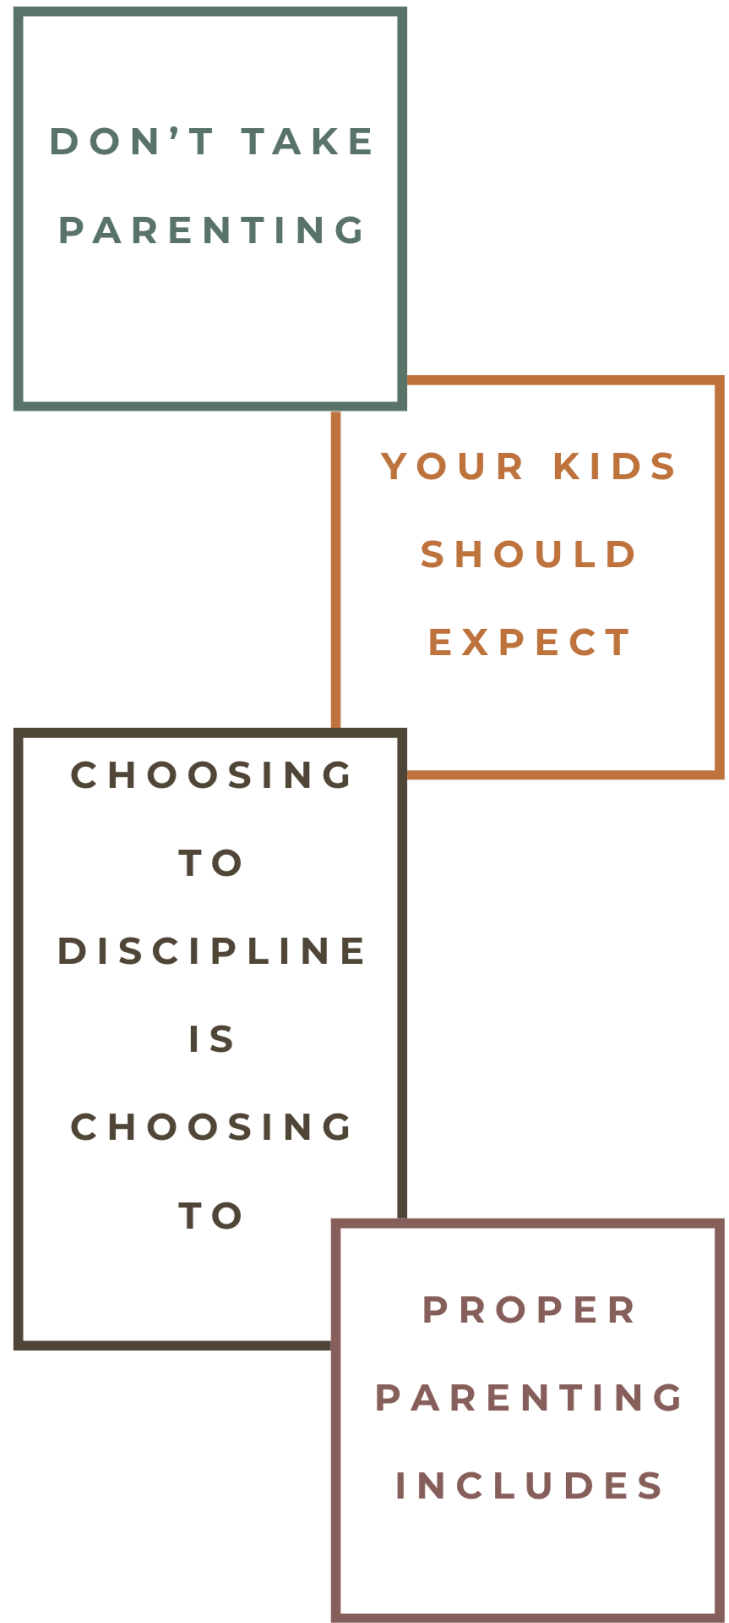 DON’T TAKE
PARENTING
YOUR KIDS
SHOULD
EXPECT
CHOOSING
TO
DISCIPLINE
IS
CHOOSING
TO
PROPER
PARENTING
INCLUDES